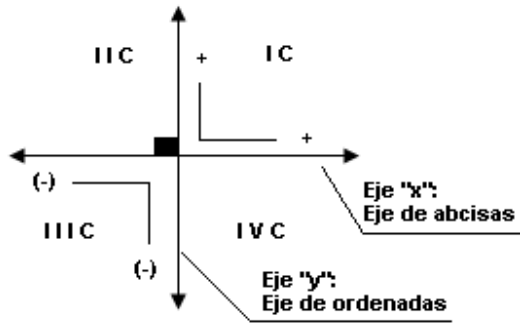 I I C
I C
+
+
(-)
Eje "x":
Eje de abcisas
I I I C
I V C
(-)
Eje "y":
Eje de ordenadas